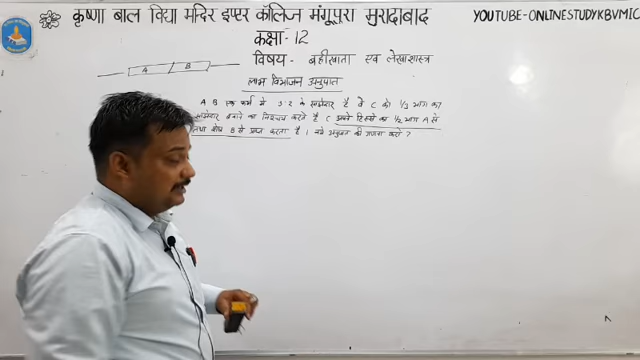 कृष्णा बाल विद्या मन्दिर इण्टर कॉलिज मंगूपुरा मुरादाबाद
YOUTUBE-ONLINESTUDYKBVMIC
कक्षा-12
विषय- बहीखाता एवं लेखाशास्त्र
A B
लाभ विभाजन अनुपात
A B एक फर्म में 3:2 के साझेदार है वे C को 1/3 भाग का
साझेदार बनाने का निश्चय करते है C अपने हिस्से का 1/2 भाग A से
तथा शेष B से प्राप्त करता है । नये अनुपात की गणना करो ?